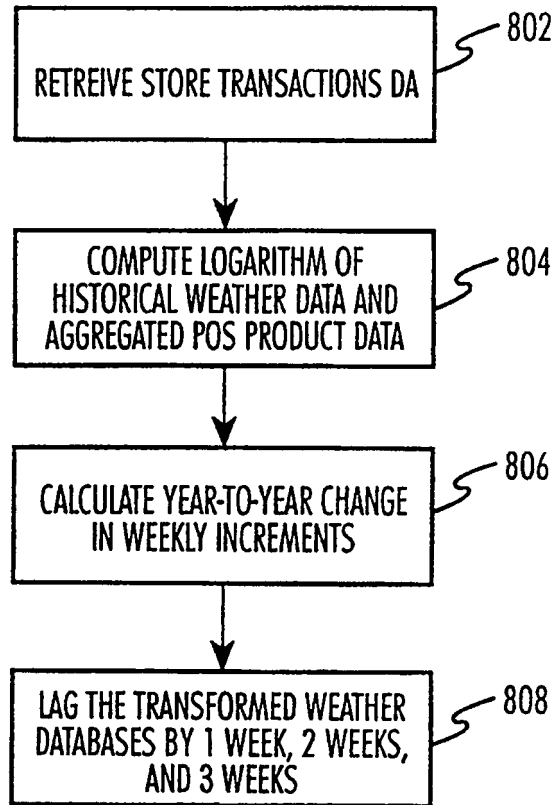 802
RETREIVE STORE TRANSACTIONS DA
804
COMPUTE LOGARITHM OF
HISTORICAL WEATHER DATA AND
AGGREGATED POS PRODUCT DATA
806
CALCULATE YEAR-TO-YEAR CHANGE
IN WEEKLY INCREMENTS
808
LAG THE TRANSFORMED WEATHER
DATABASES BY 1 WEEK, 2 WEEKS,
AND 3 WEEKS